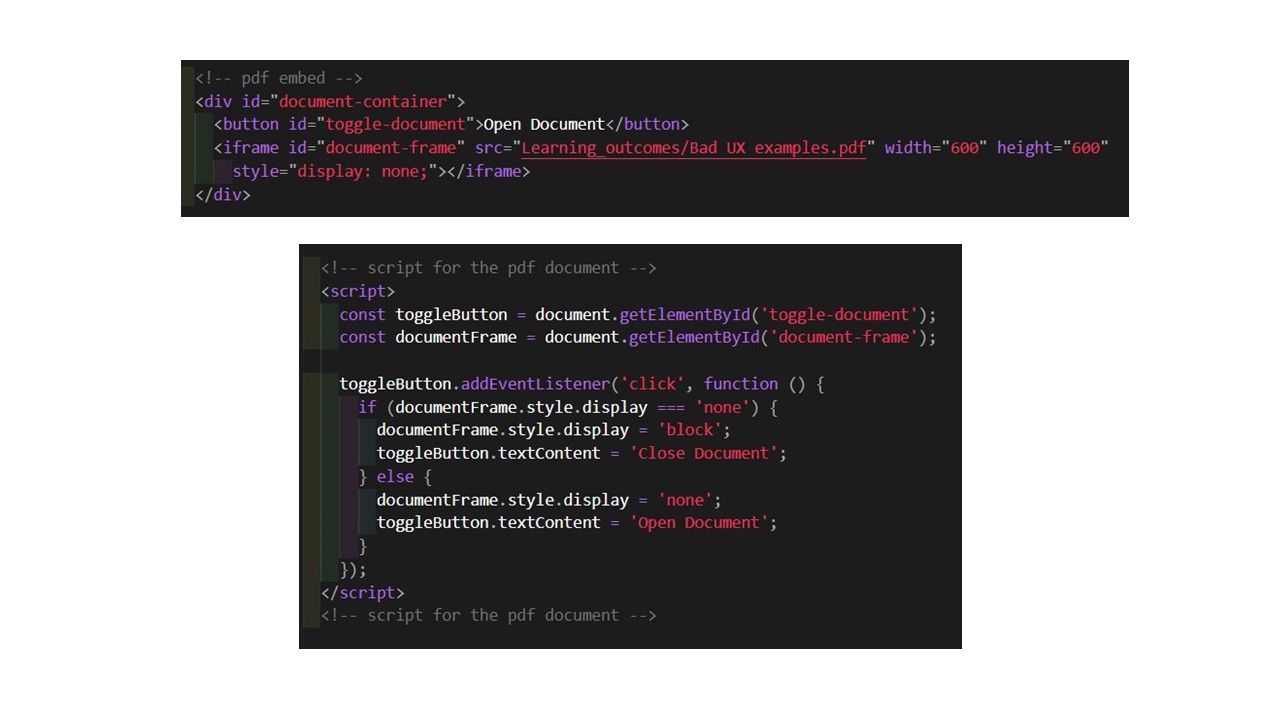 <!-- pdf embed -->
<div id="document-container">
  <button id="toggle-document">Open Document</button>
  <iframe id="document-frame" src="Learning_outcomes/Bad UX examples.pdf" width="600" height="600"
    style="display: none;"></iframe>
</div>
<!-- script for the pdf document -->
<script>
  const toggleButton = document.getElementById('toggle-document');
  const documentFrame = document.getElementById('document-frame');

  toggleButton.addEventListener('click', function () {
    if (documentFrame.style.display === 'none') {
      documentFrame.style.display = 'block';
      toggleButton.textContent = 'Close Document';
    } else {
      documentFrame.style.display = 'none';
      toggleButton.textContent = 'Open Document';
    }
  });
</script>
<!-- script for the pdf document -->